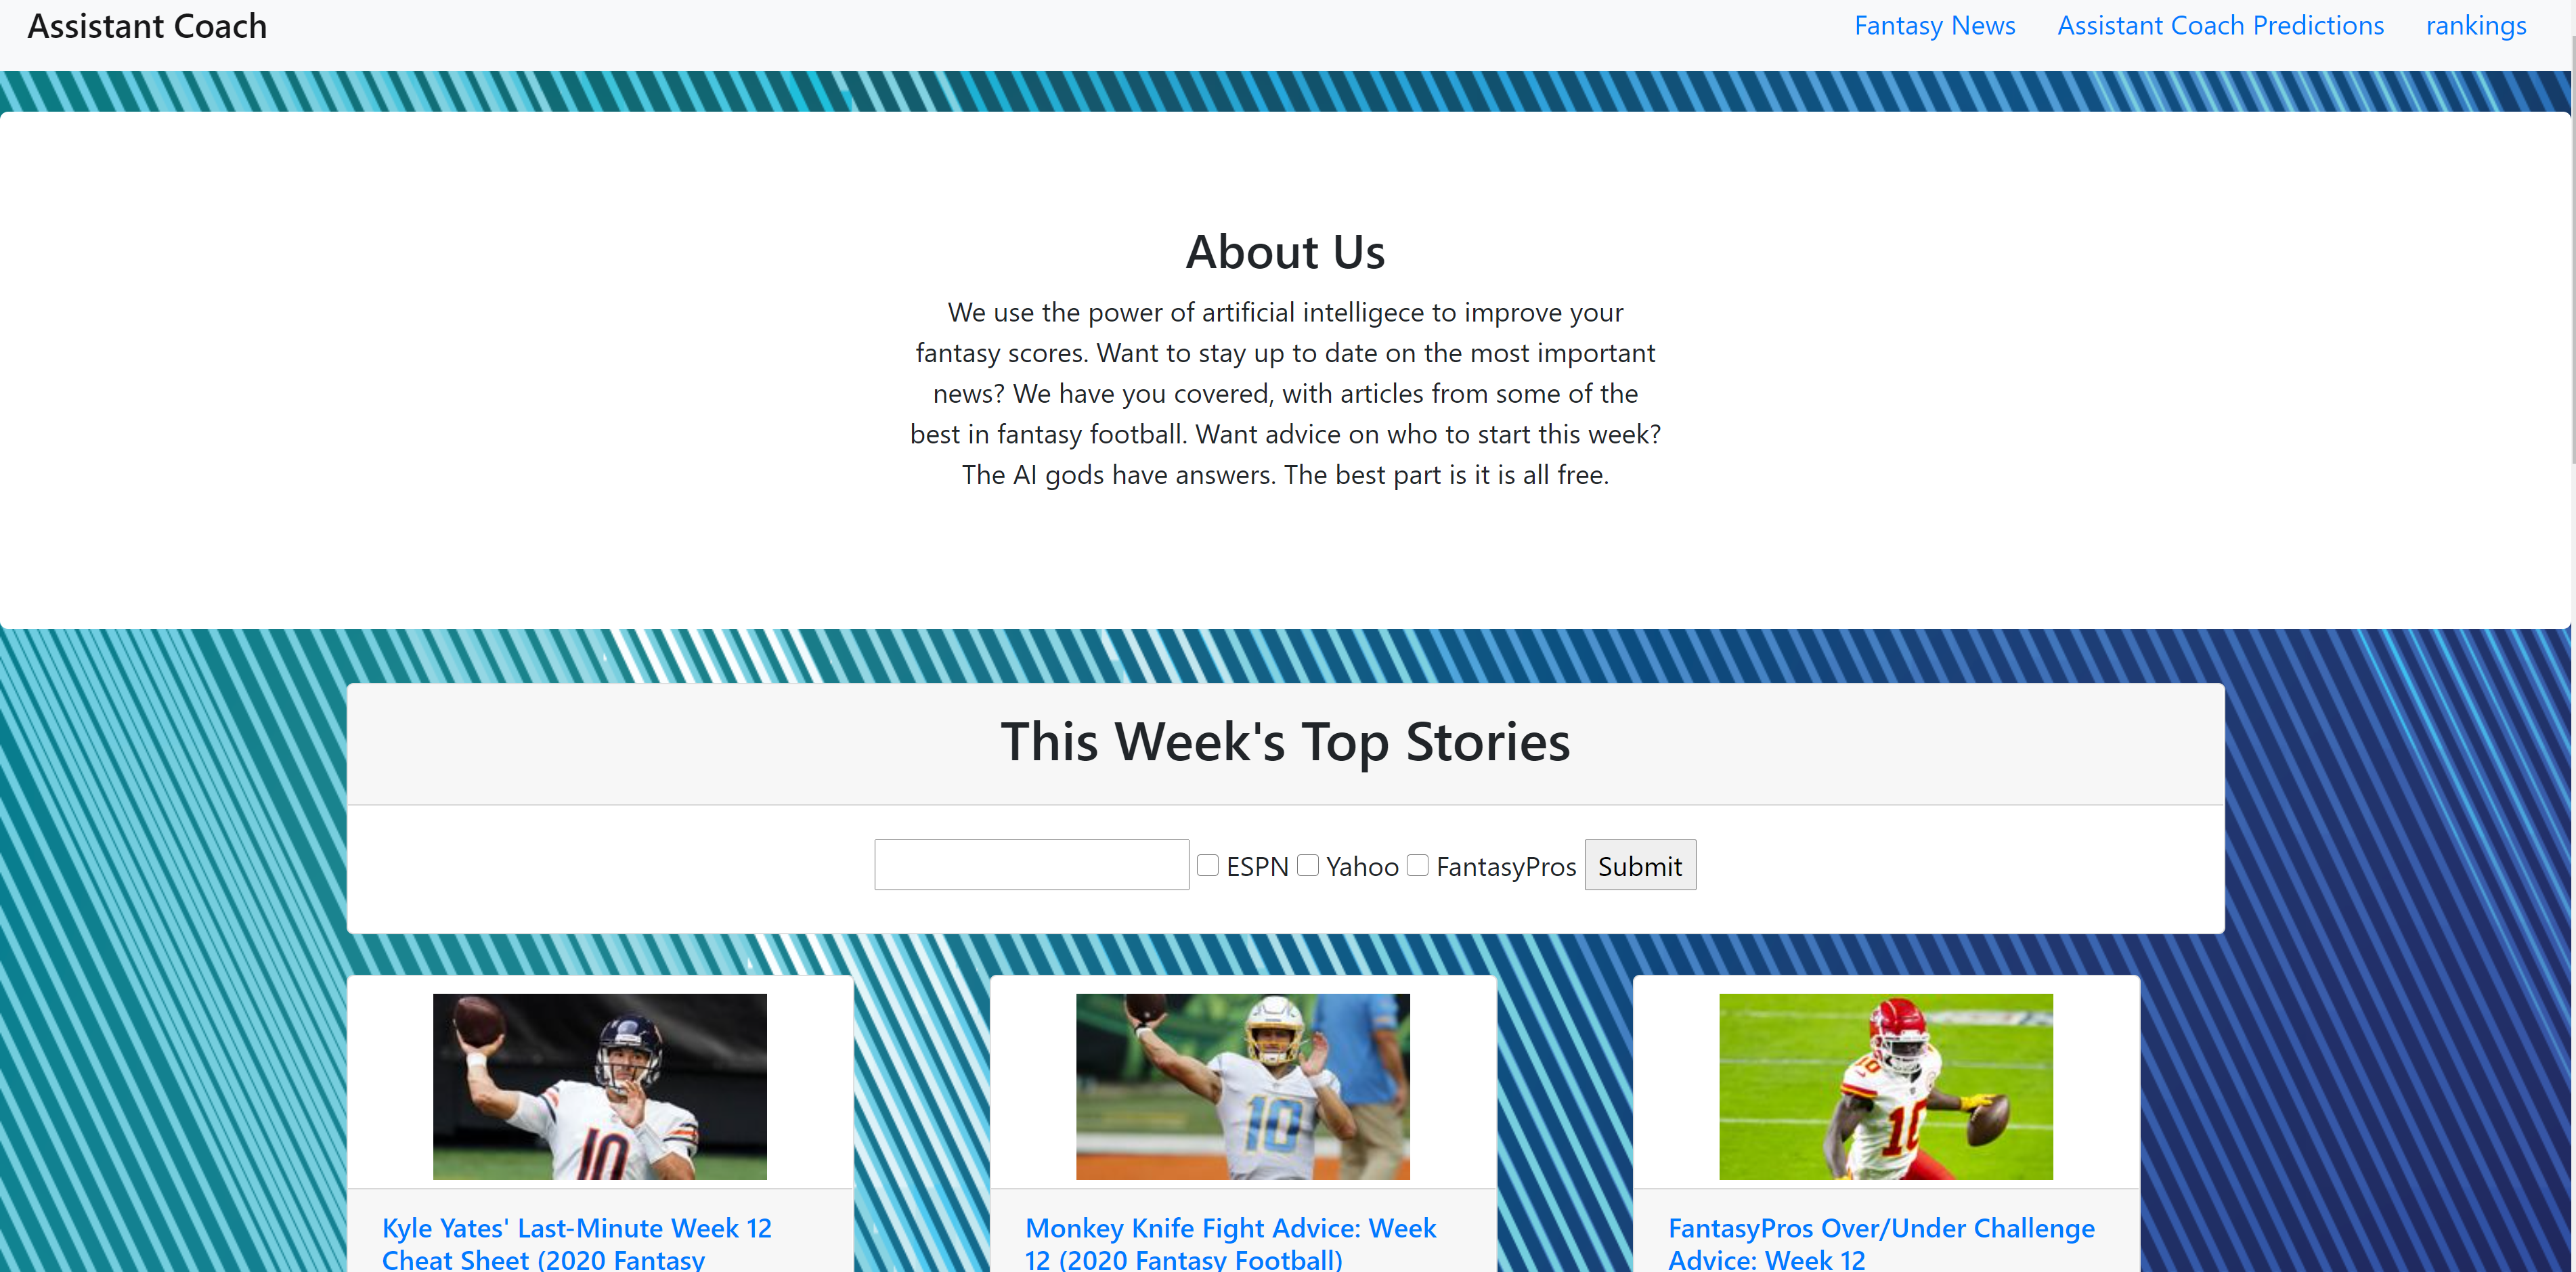 Assistant Coach
Fantasy News
Assistant Coach Predictions
rankings
About Us
We use the power of artificial intelligece to improve your
fantasy scores. Want to stay up to date on the most important
news? We have you covered, with articles from some of the
best in fantasy football. Want advice on who to start this week?
The AI gods have answers. The best part is it is all free.
This Week's Top Stories
ESPN Yahoo FantasyPros Submit
10
10
10
Kyle Yates' Last-Minute Week 12
Cheat Sheet (2020 Fantasy
Monkey Knife Fight Advice: Week
12 (2020 Fantasy Football)
FantasyPros Over/Under Challenge
Advice: Week 12